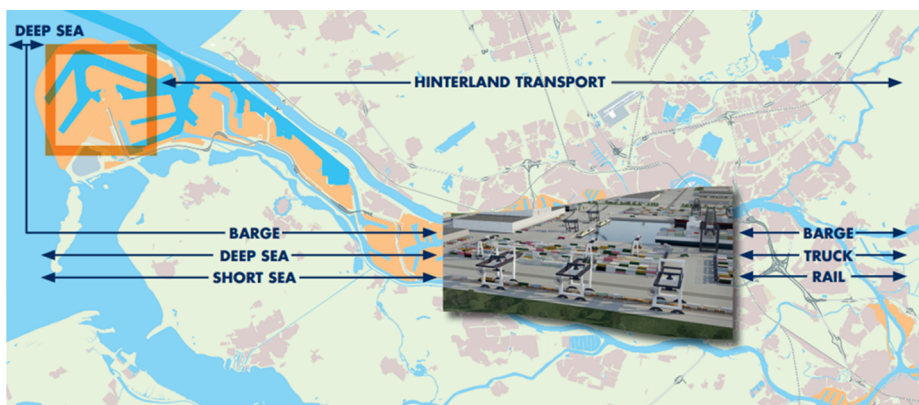 DEEP SEA
HINTERLAND TRANSPORT
BARGE
DEEP SEA
SHORT SEA
BARGE
TRUCK
RAIL